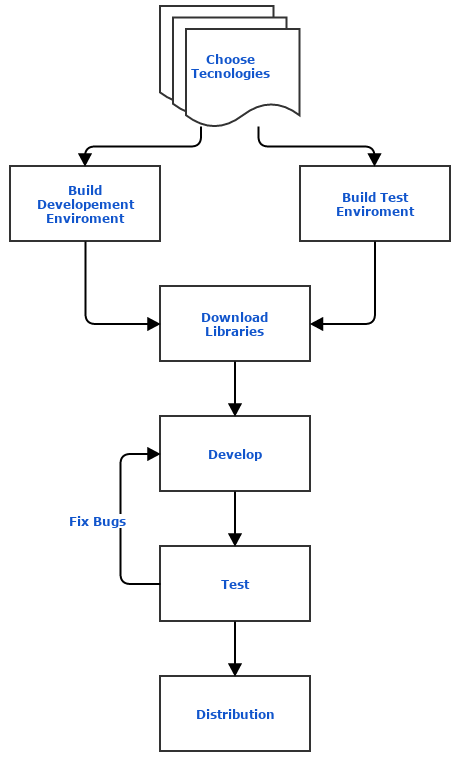 Choose
Tecnologies
Build
Developement
Enviroment
Build Test
Enviroment
Download
Libraries
Develop
Fix Bugs
Test
Distribution